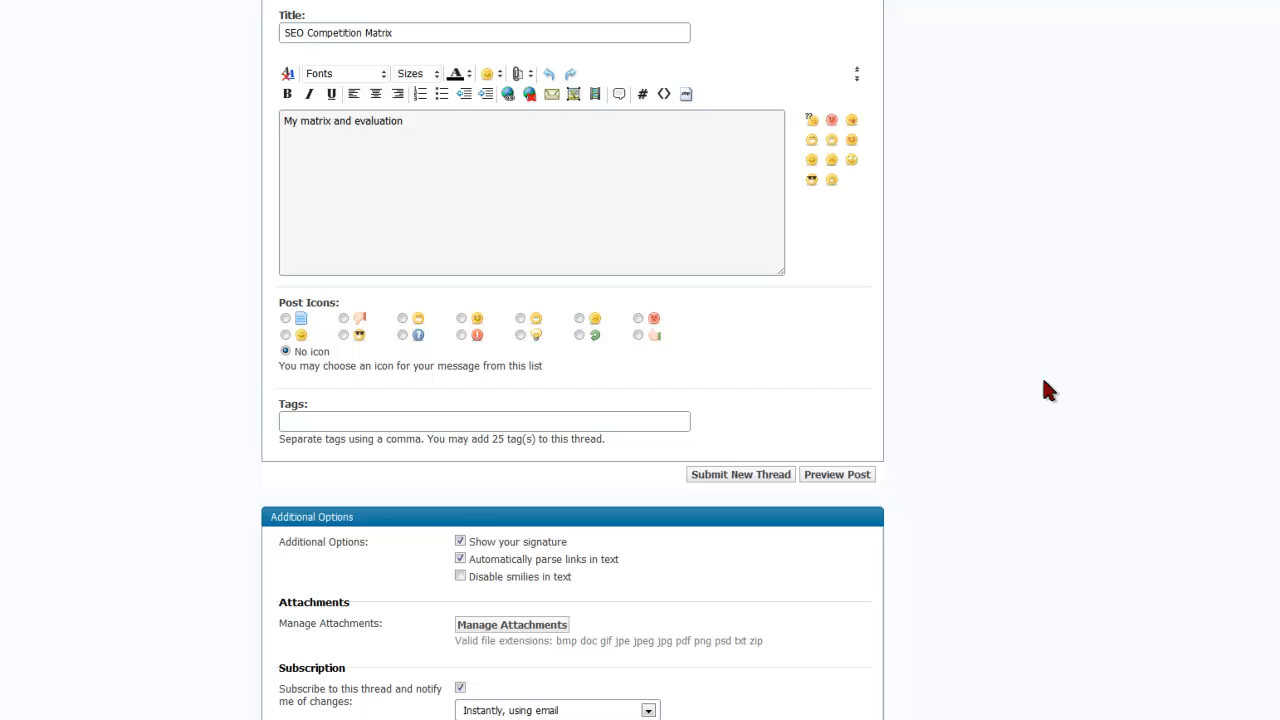 Title:
SEO Competition Matrix
Fonts Sizes A
B I U # <>
My matrix and evaluation
??
Post Icons:
No icon
You may choose an icon for your message from this list
Tags:
Separate tags using a comma. You may add 25 tag(s) to this thread.
Submit New Thread Preview Post
Additional Options
Additional Options: Show your signature
Automatically parse links in text
Disable smilies in text
Attachments
Manage Attachments: Manage Attachments
Valid file extensions: bmp doc gif jpe jpeg jpg pdf png psd txt zip
Subscription
Subscribe to this thread and notify
me of changes:
Instantly, using email